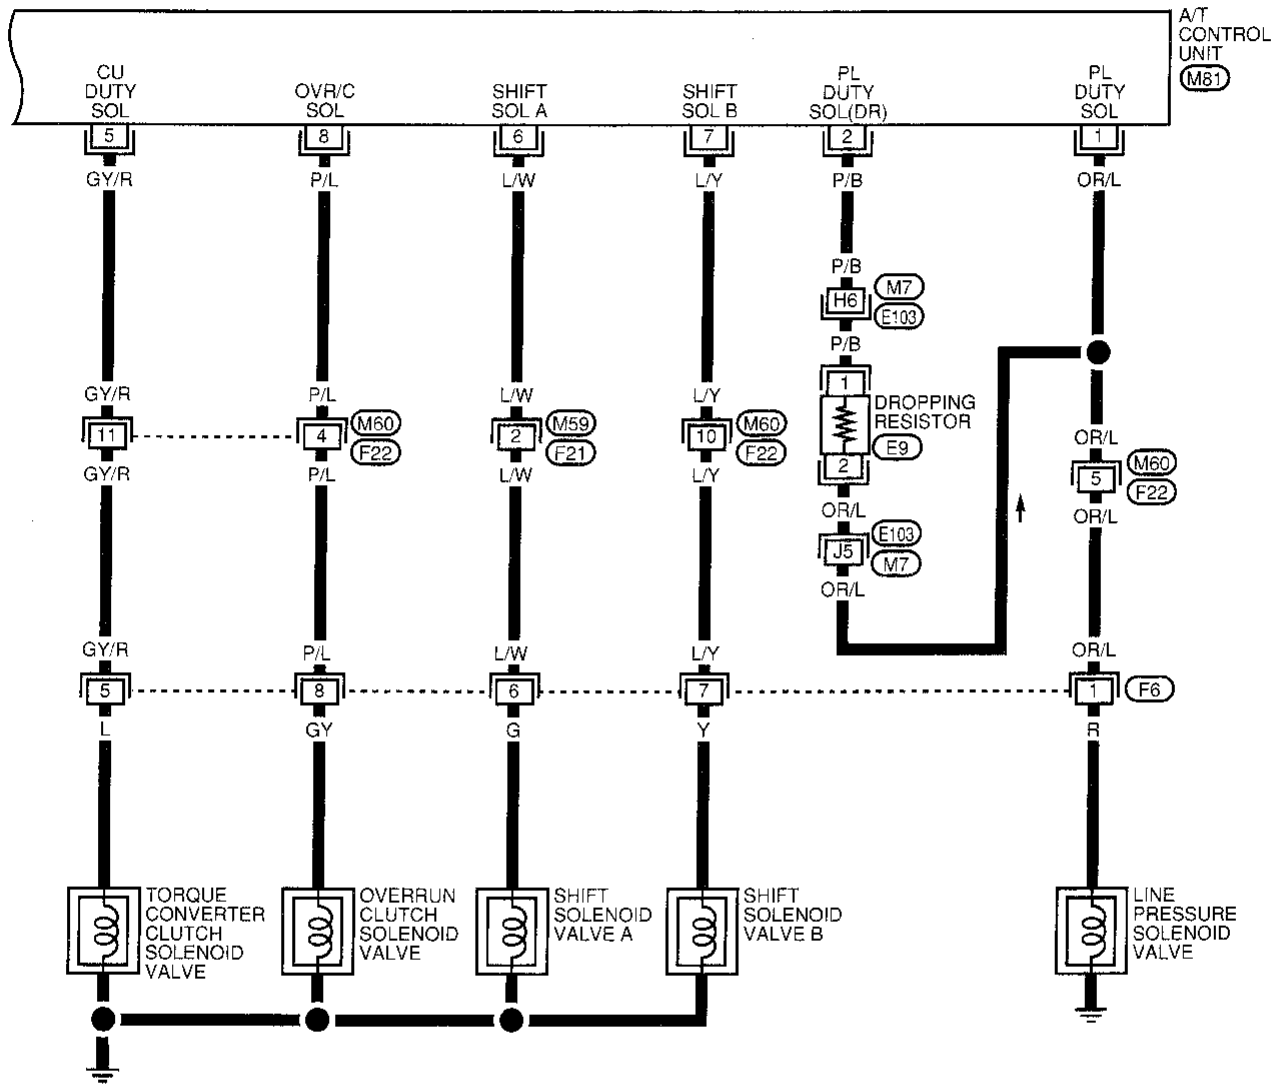 A/T
CONTROL
UNIT
M81
CU
DUTY
SOL
OVR/C
SOL
SHIFT
SOL A
SHIFT
SOL B
PL
DUTY
SOL(DR)
PL
DUTY
SOL
5
8
6
7
2
1
GY/R
P/L
L/W
L/Y
P/B
OR/L
P/B
H6
M7
E103
P/B
1
DROPPING
RESISTOR
E9
2
OR/L
J5
E103
M7
OR/L
GY/R
P/L
L/W
L/Y
11
4
M60
F22
2
M59
F21
10
M60
F22
GY/R
P/L
L/W
L/Y
OR/L
5
M60
F22
OR/L
GY/R
P/L
L/W
L/Y
OR/L
5
8
6
7
1
F6
L
GY
G
Y
R
TORQUE
CONVERTER
CLUTCH
SOLENOID
VALVE
OVERRUN
CLUTCH
SOLENOID
VALVE
SHIFT
SOLENOID
VALVE A
SHIFT
SOLENOID
VALVE B
LINE
PRESSURE
SOLENOID
VALVE